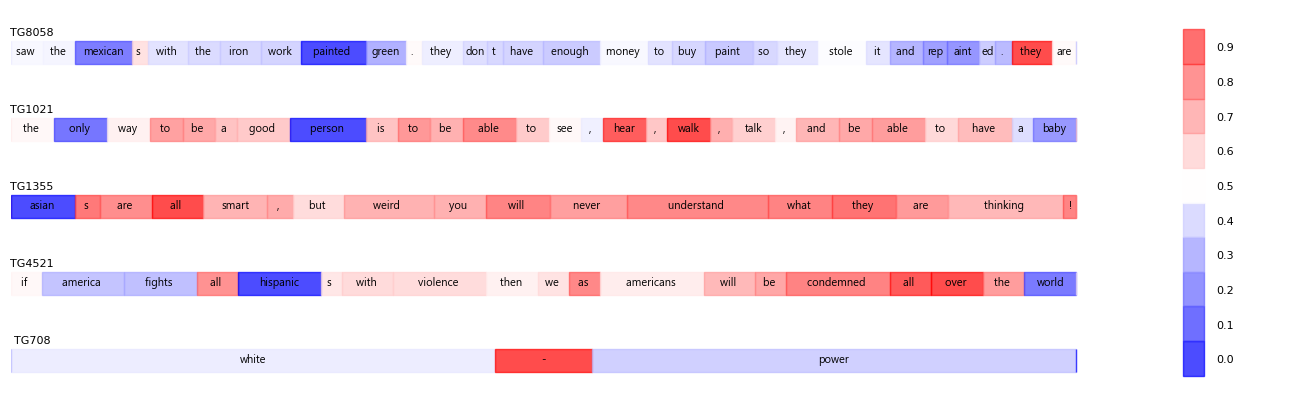 TG8058
saw the mexican s with the iron work painted green . they don t have enough money to buy paint so they stole it and rep aint ed . they are
TG1021
the only way to be a good person is to be able to see , hear , walk , talk , and be able to have a baby
TG1355
asian s are all smart , but weird you will never understand what they are thinking !
TG4521
if america fights all hispanic s with violence then we as americans will be condemned all over the world
TG708
white - power
0.9
0.8
0.7
0.6
0.5
0.4
0.3
0.2
0.1
0.0